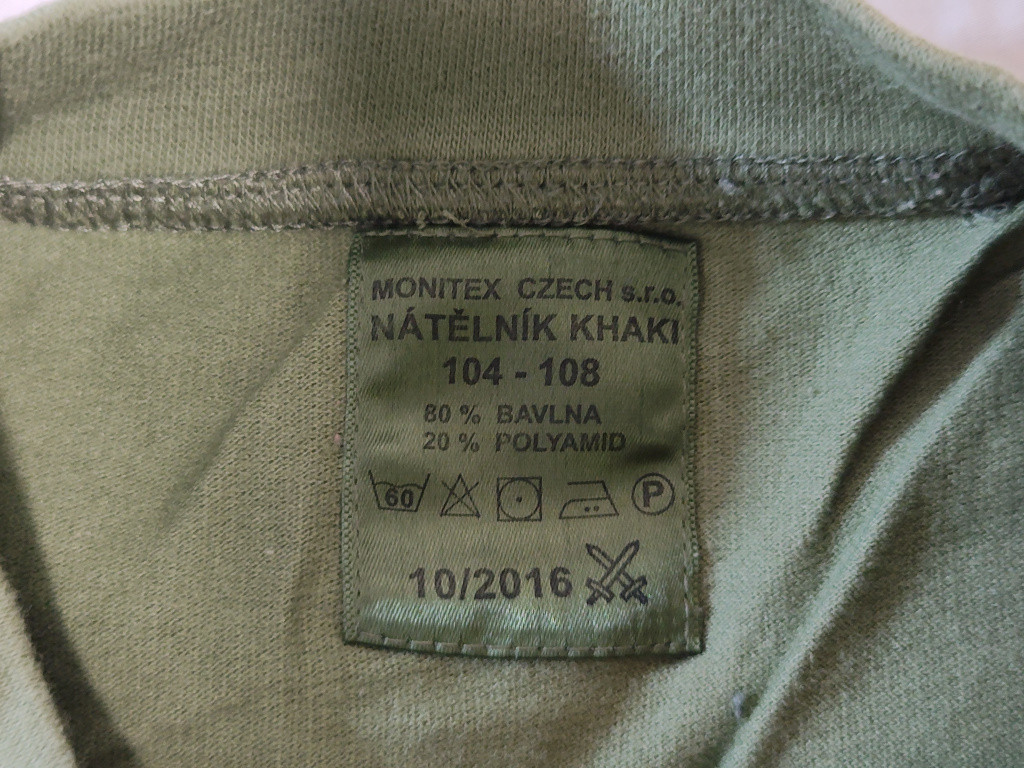 MONITEX CZECH s.r.o.
NÁTĚLNÍK KHAKI
104 - 108
80 % BAVLNA
20 % POLYAMID
60 P
10/2016